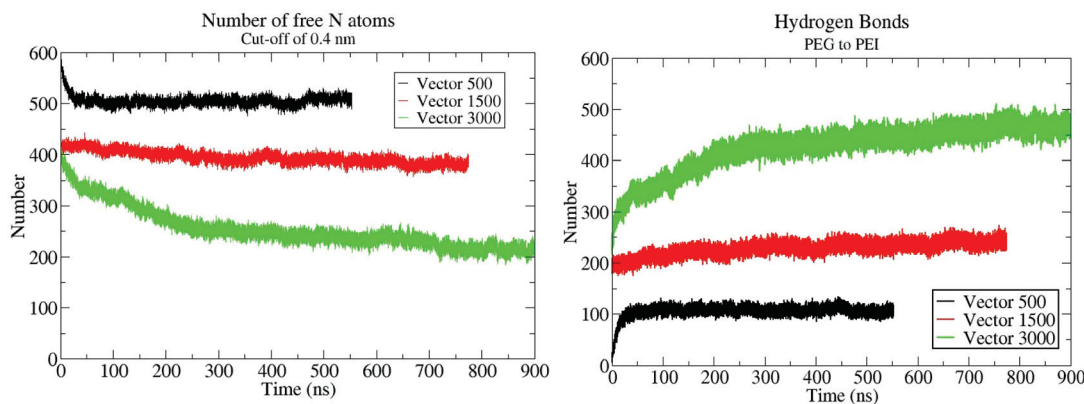 Number of free N atoms
Cut-off of 0.4 nm
Number
600
500
400
300
200
100
0
Vector 500
Vector 1500
Vector 3000
0 100 200 300 400 500 600 700 800 900
Time (ns)
Hydrogen Bonds
PEG to PEI
Number
600
500
400
300
200
100
0
Vector 500
Vector 1500
Vector 3000
0 100 200 300 400 500 600 700 800 900
Time (ns)